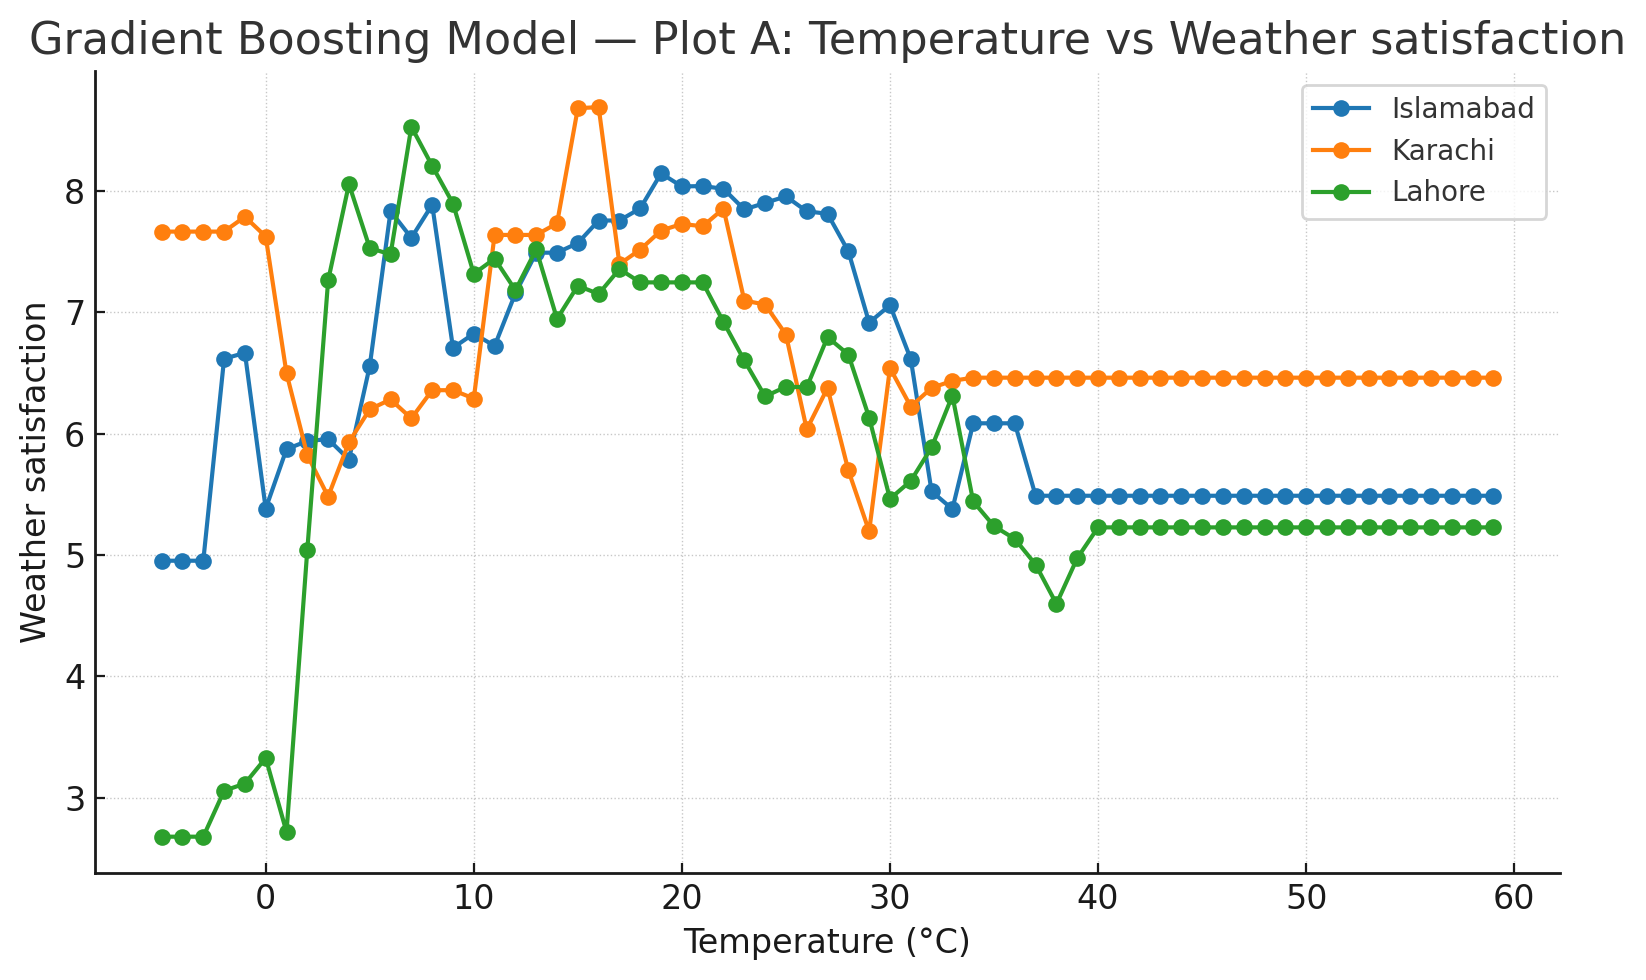 Gradient Boosting Model — Plot A: Temperature vs Weather satisfaction
Islamabad
Karachi
Lahore
Weather satisfaction
8
7
6
5
4
3
0 10 20 30 40 50 60
Temperature (°C)